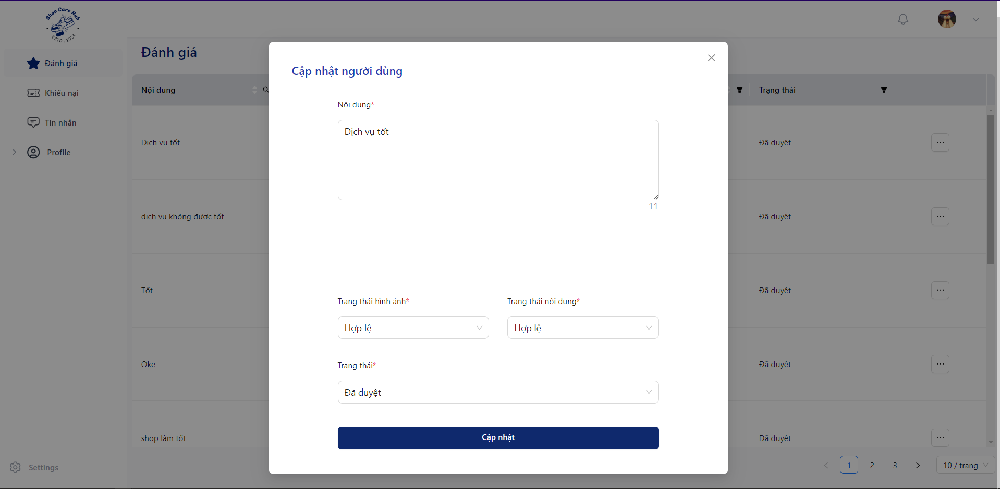 Shoe Care Hub
ESTD . 2024
Đánh giá
Khiếu nại
Tin nhắn
Profile
Settings
Đánh giá
Nội dung
Trạng thái
Dịch vụ tốt
Đã duyệt
dịch vụ không được tốt
Đã duyệt
Tốt
Đã duyệt
Oke
Đã duyệt
shop làm tốt
Đã duyệt
1 2 3
10 / trang
Cập nhật người dùng
Nội dung*
Dịch vụ tốt
11
Trạng thái hình ảnh*
Trạng thái nội dung*
Hợp lệ
Hợp lệ
Trạng thái*
Đã duyệt
Cập nhật